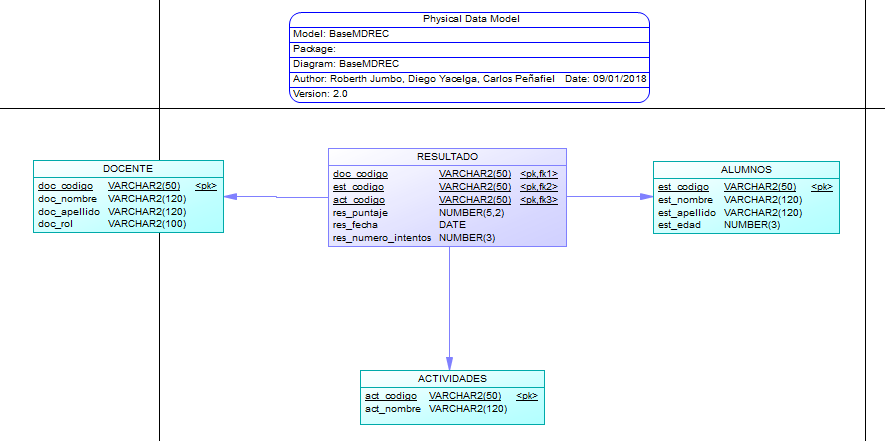 Physical Data Model
Model: BaseMDREC
Package:
Diagram: BaseMDREC
Author: Roberth Jumbo, Diego Yacelga, Carlos Peñafiel Date: 09/01/2018
Version: 2.0
DOCENTE
doc_codigo VARCHAR2(50) <pk>
doc_nombre VARCHAR2(120)
doc_apellido VARCHAR2(120)
doc_rol VARCHAR2(100)
RESULTADO
doc_codigo VARCHAR2(50) <pk,fk1>
est_codigo VARCHAR2(50) <pk,fk2>
act_codigo VARCHAR2(50) <pk,fk3>
res_puntaje NUMBER(5,2)
res_fecha DATE
res_numero_intentos NUMBER(3)
ALUMNOS
est_codigo VARCHAR2(50) <pk>
est_nombre VARCHAR2(120)
est_apellido VARCHAR2(120)
est_edad NUMBER(3)
ACTIVIDADES
act_codigo VARCHAR2(50) <pk>
act_nombre VARCHAR2(120)